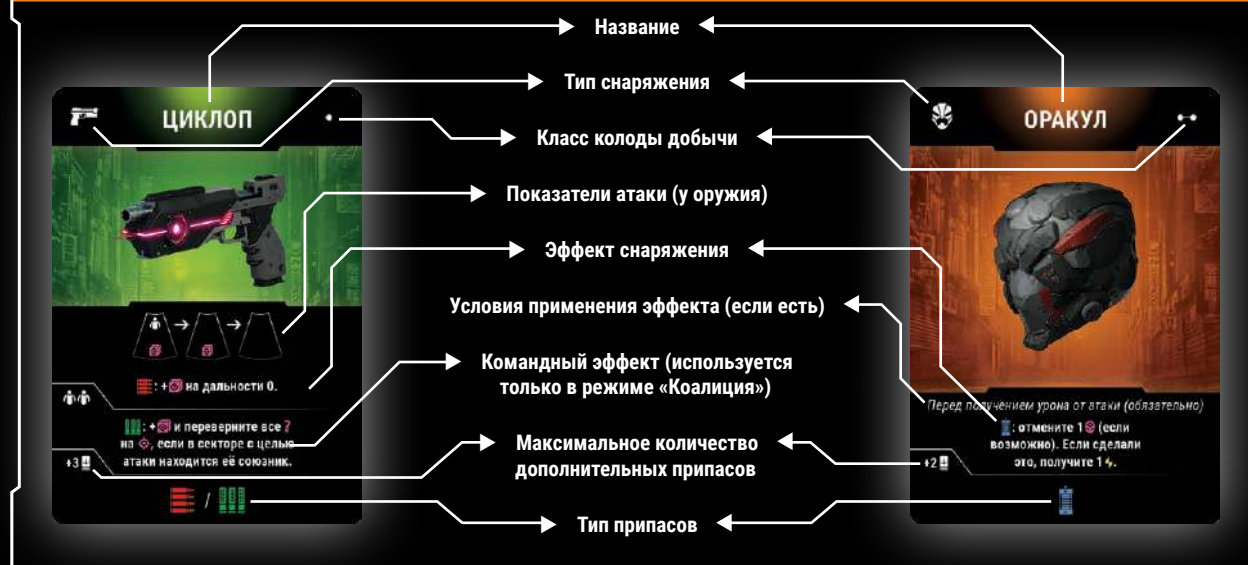 Название
Тип снаряжения
Класс колоды добычи
Показатели атаки (у оружия)
Эффект снаряжения
Условия применения эффекта (если есть)
Командный эффект (используется
только в режиме «Коалиция»)
Максимальное количество
дополнительных припасов
Тип припасов
ЦИКЛОП
: + на дальности 0.
: + и переверните все ?
на , если в секторе с целью
атаки находится её союзник.
+3
/
ОРАКУЛ
Перед получением урона от атаки (обязательно)
: отмените 1 (если
возможно). Если сделали
это, получите 1 .
+2